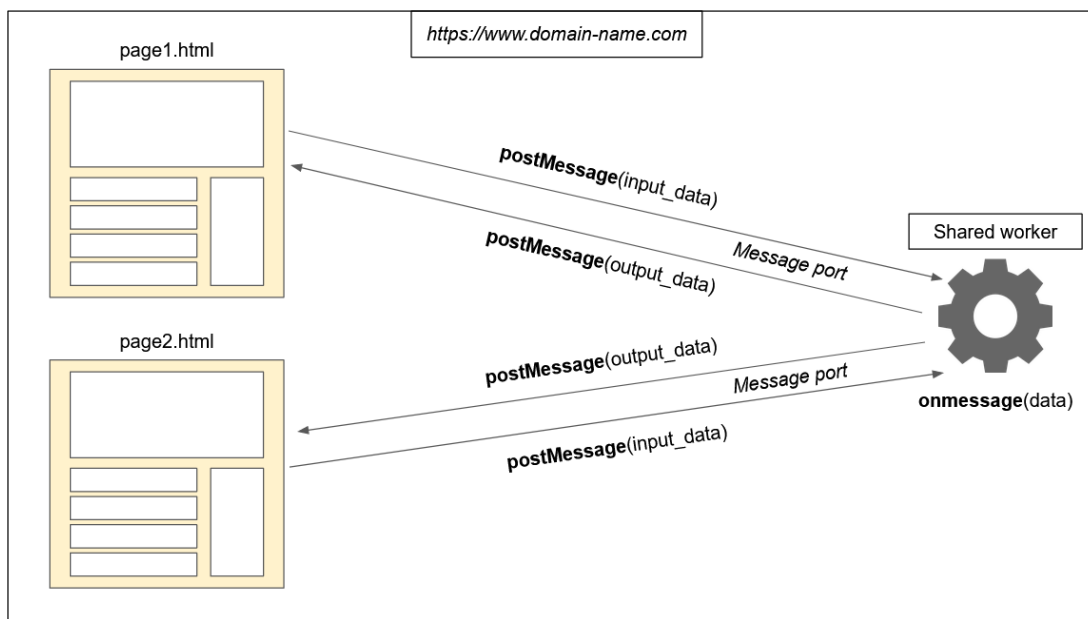 https://www.domain-name.com
page1.html
postMessage(input_data)
postMessage(output_data)
Message port
Shared worker
page2.html
postMessage(output_data)
Message port
postMessage(input_data)
onmessage(data)